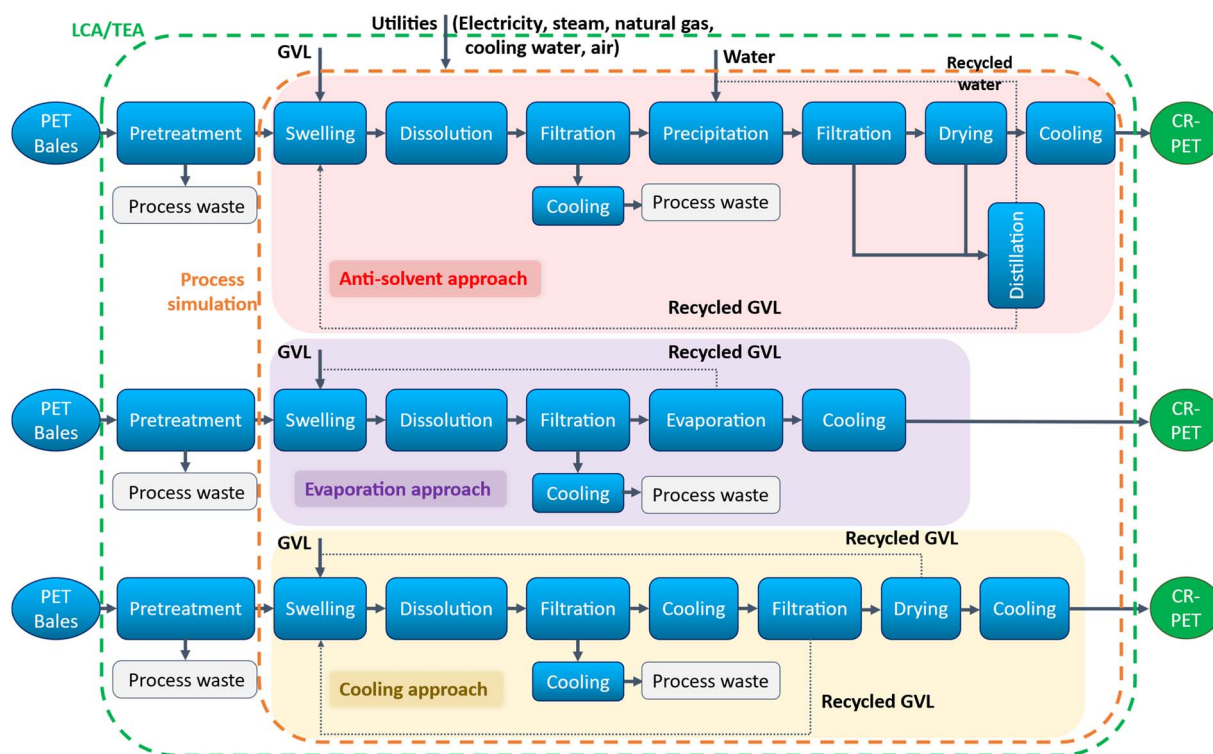 LCA/TEA
Utilities (Electricity, steam, natural gas,
cooling water, air)
GVL
Water
Recycled
water
PET
Bales
Pretreatment
Swelling
Dissolution
Filtration
Precipitation
Filtration
Drying
Cooling
CR-
PET
Process waste
Cooling
Process waste
Distillation
Process
simulation
Anti-solvent approach
Recycled GVL
GVL
Recycled GVL
PET
Bales
Pretreatment
Swelling
Dissolution
Filtration
Evaporation
Cooling
CR-
PET
Process waste
Evaporation approach
Cooling
Process waste
GVL
Recycled GVL
PET
Bales
Pretreatment
Swelling
Dissolution
Filtration
Cooling
Filtration
Drying
Cooling
CR-
PET
Process waste
Cooling approach
Cooling
Process waste
Recycled GVL